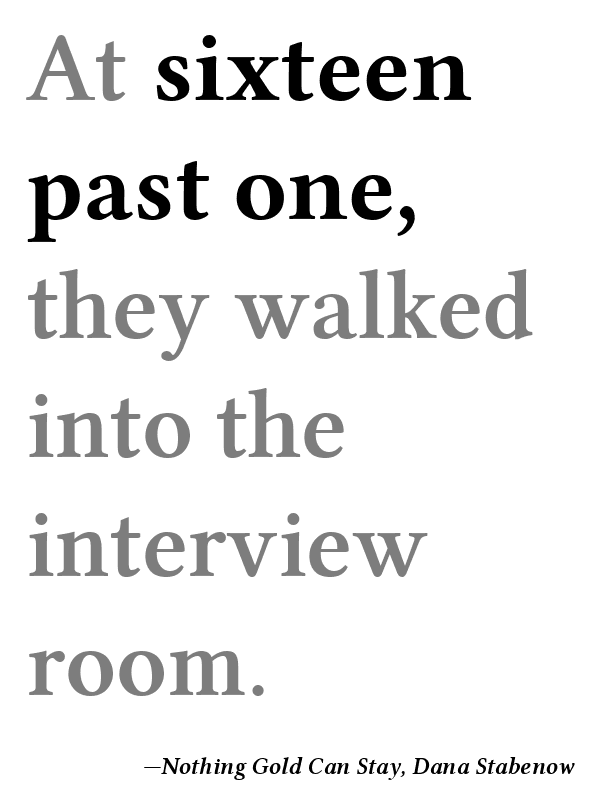 At sixteen
past one,
they walked
into the
interview
room.
—Nothing Gold Can Stay, Dana Stabenow